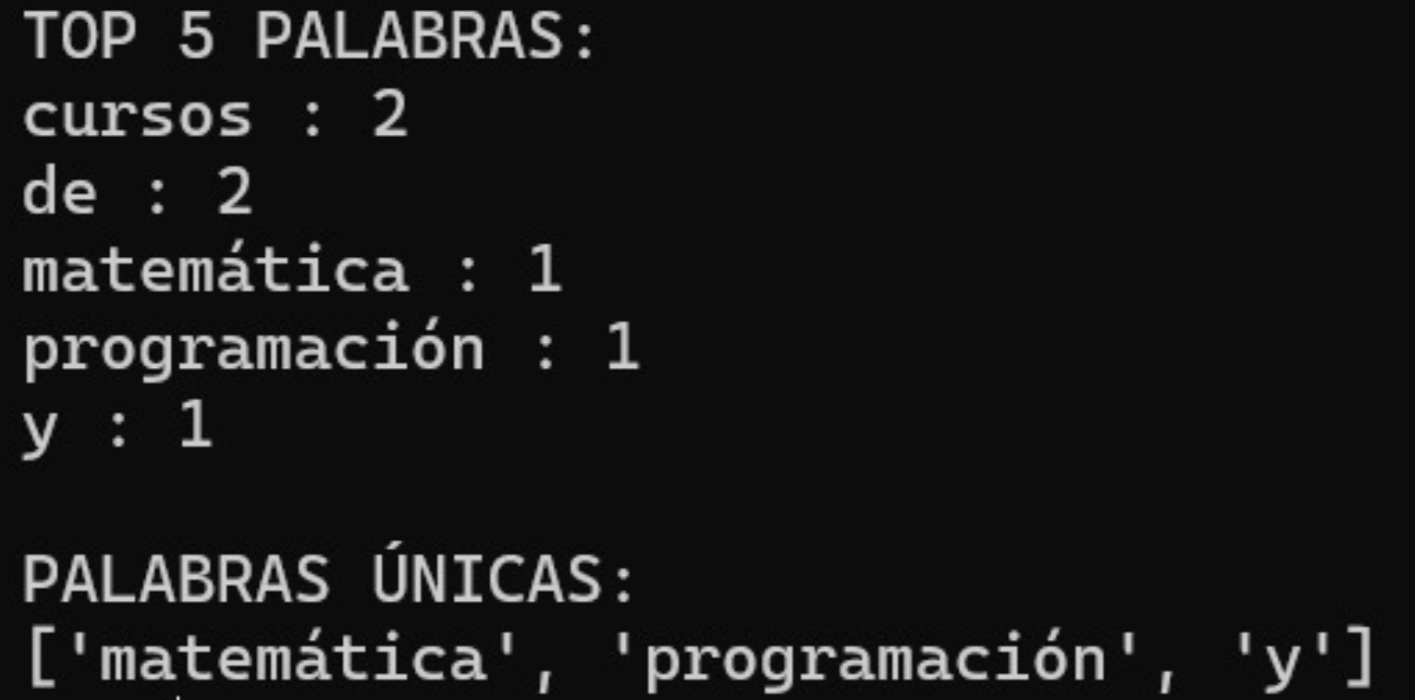 TOP 5 PALABRAS:
cursos : 2
de : 2
matemática : 1
programación : 1
y : 1
PALABRAS ÚNICAS:
['matemática', 'programación', 'y']